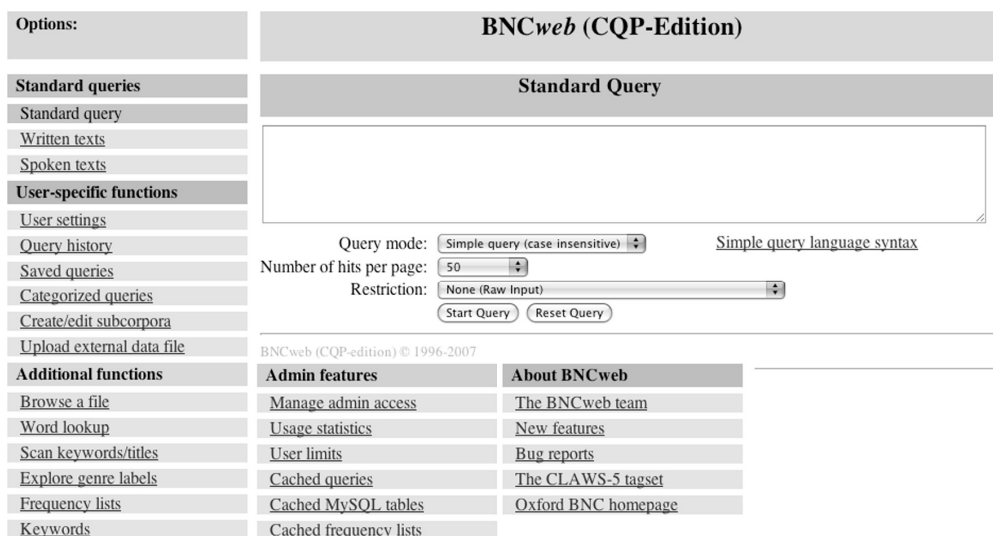 Options:
Standard queries
Standard query
Written texts
Spoken texts
User-specific functions
User settings
Query history
Saved queries
Categorized queries
Create/edit subcorpora
Upload external data file
Additional functions
Browse a file
Word lookup
Scan keywords/titles
Explore genre labels
Frequency lists
Keywords
BNCweb (CQP-Edition)
Standard Query
Query mode: Simple query (case insensitive) Simple query language syntax
Number of hits per page: 50
Restriction: None (Raw Input)
Start Query Reset Query
BNCweb (CQP-edition) © 1996-2007
Admin features
Manage admin access
Usage statistics
User limits
Cached queries
Cached MySQL tables
Cached frequency lists
About BNCweb
The BNCweb team
New features
Bug reports
The CLAWS-5 tagset
Oxford BNC homepage